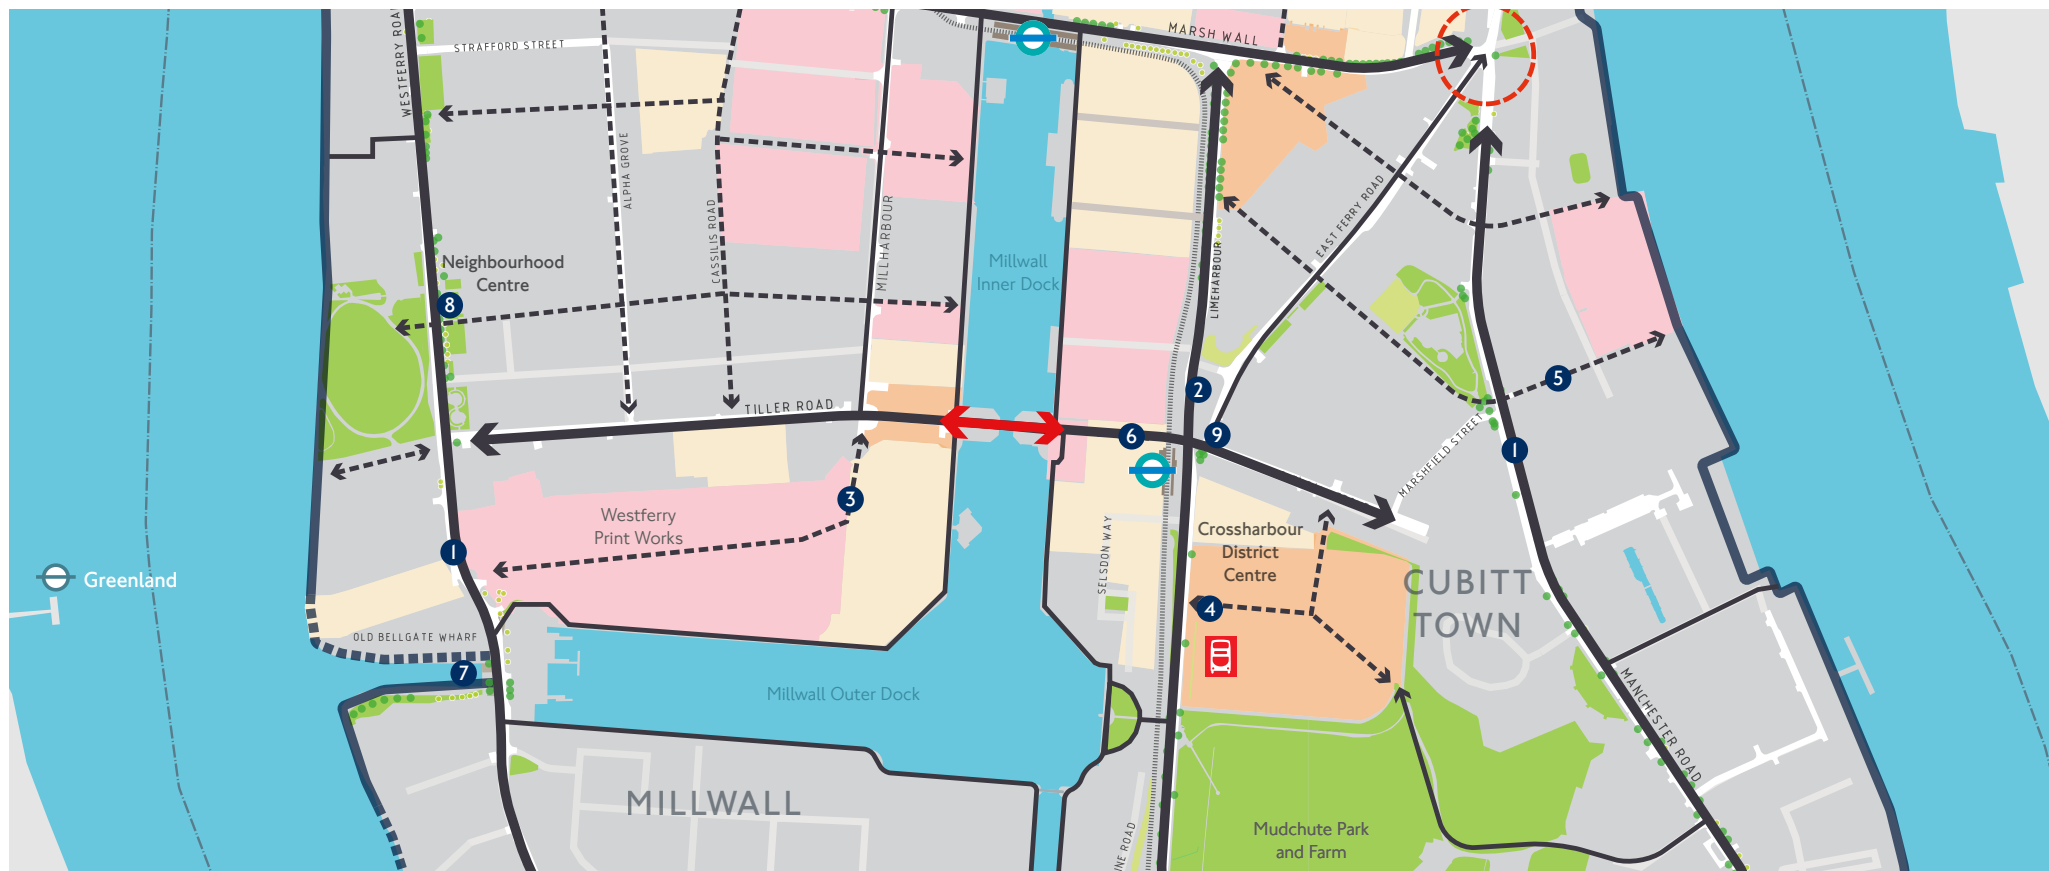 MARSH WALL
WESTFERRY ROA
STRAFFORD STREET
ALPHA GROVE
CASSILIS ROAD
MILLHARBOUR
LIMEHARBOUR
EAST FERRY ROAD
Neighbourhood
Centre
8
Millwall
Inner Dock
2
5
TILLER ROAD
6
9
MARSHFIELD STREET
1
3
Westferry
Print Works
1
SELSDON WAY
Crossharbour
District
Centre
4
CUBITT
TOWN
Greenland
OLD BELLGATE WHARF
7
Millwall Outer Dock
MANCHESTER ROAD
MILLWALL
NE ROAD
Mudchute Park
and Farm